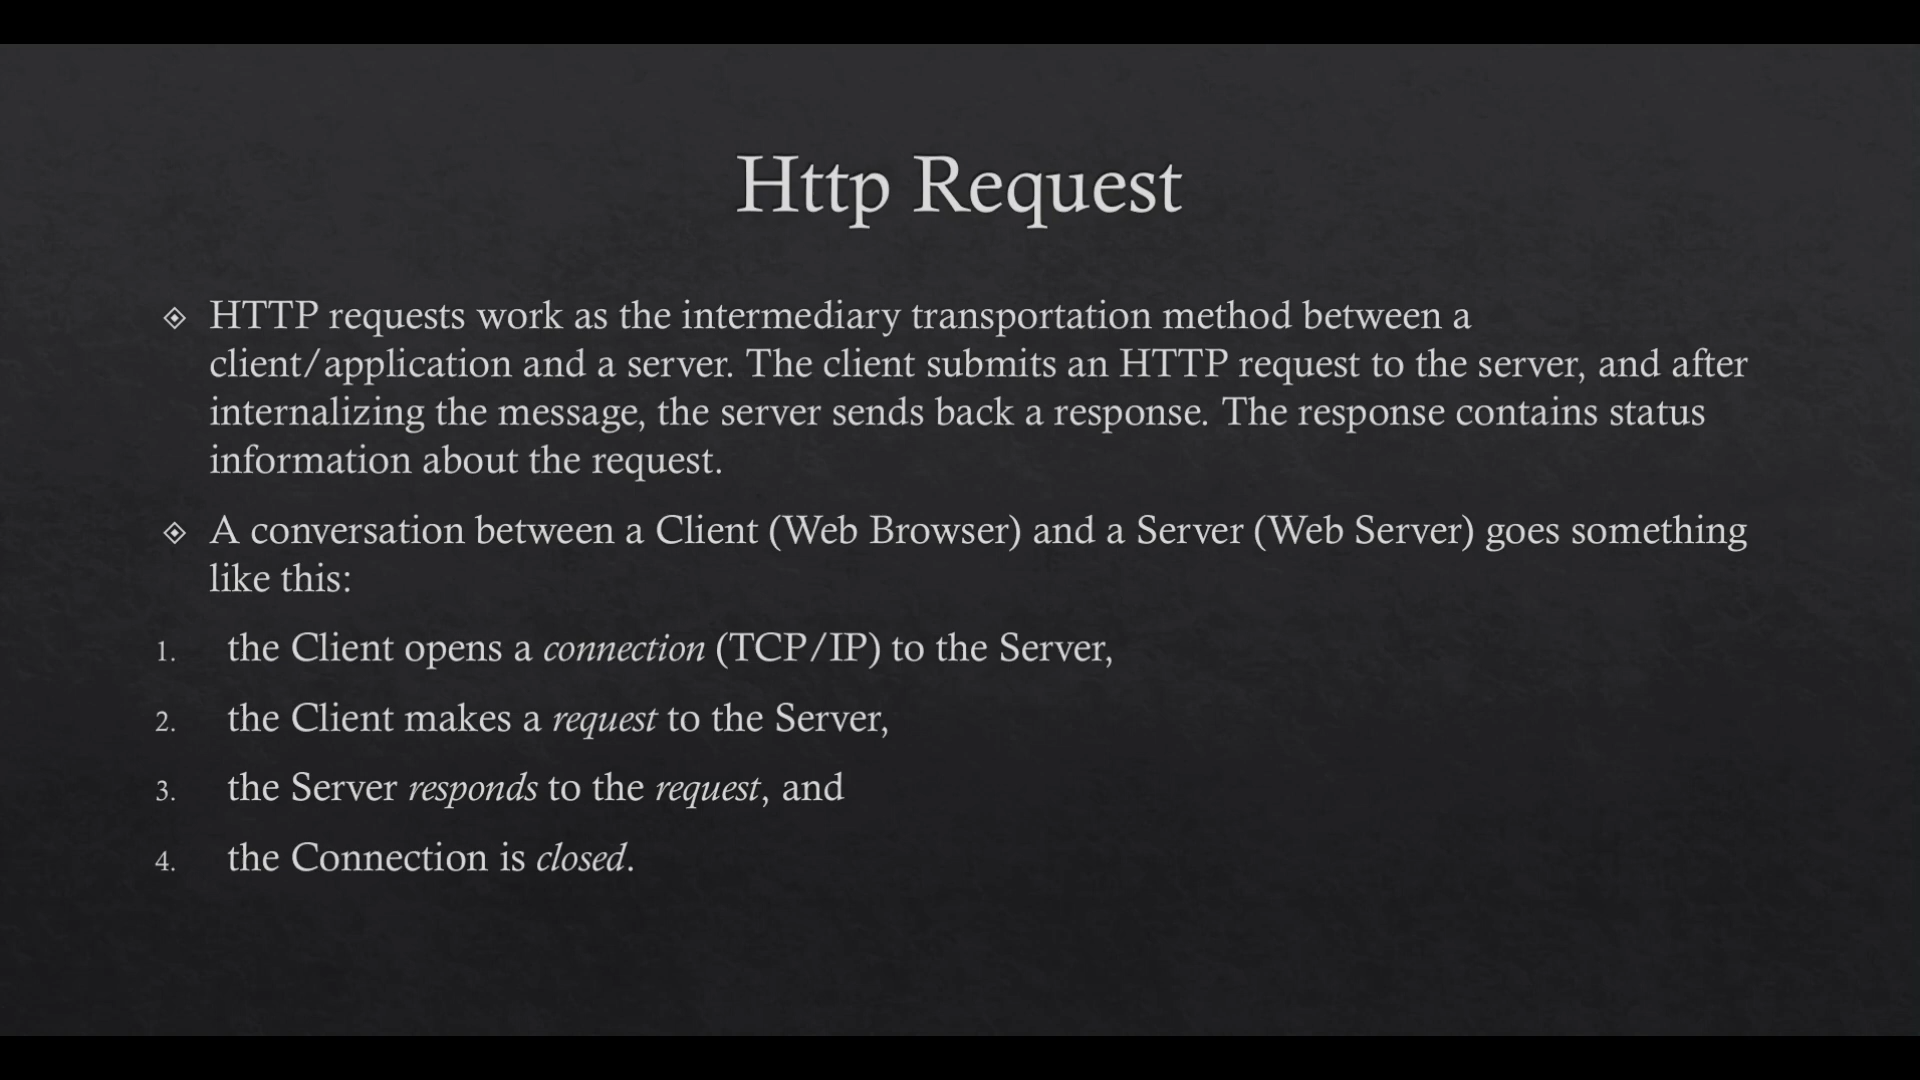 Http Request
HTTP requests work as the intermediary transportation method between a
client/application and a server. The client submits an HTTP request to the server, and after
internalizing the message, the server sends back a response. The response contains status
information about the request.
A conversation between a Client (Web Browser) and a Server (Web Server) goes something
like this:
1. the Client opens a connection (TCP/IP) to the Server,
2. the Client makes a request to the Server,
3. the Server responds to the request, and
4. the Connection is closed.